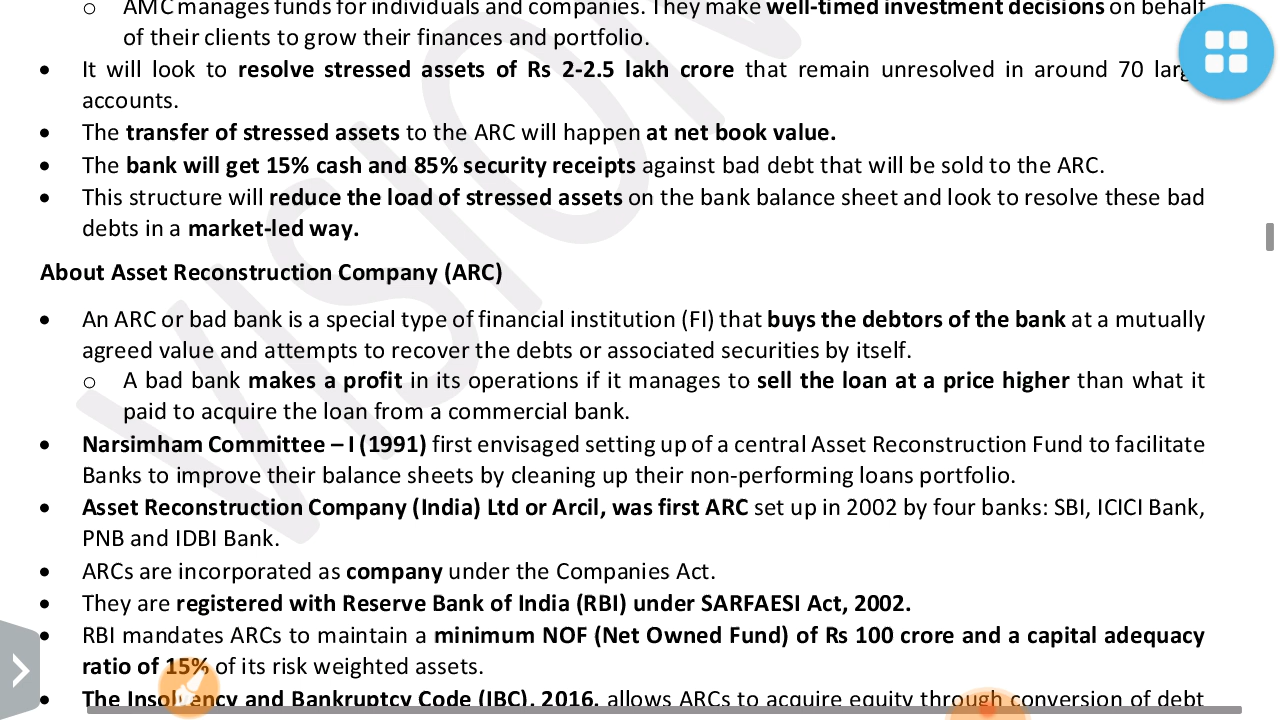 ○ AMC manages funds for individuals and companies. They make well-timed investment decisions on behalf
of their clients to grow their finances and portfolio.
• It will look to resolve stressed assets of Rs 2-2.5 lakh crore that remain unresolved in around 70 large
accounts.
• The transfer of stressed assets to the ARC will happen at net book value.
• The bank will get 15% cash and 85% security receipts against bad debt that will be sold to the ARC.
• This structure will reduce the load of stressed assets on the bank balance sheet and look to resolve these bad
debts in a market-led way.
About Asset Reconstruction Company (ARC)
• An ARC or bad bank is a special type of financial institution (FI) that buys the debtors of the bank at a mutually
agreed value and attempts to recover the debts or associated securities by itself.
○ A bad bank makes a profit in its operations if it manages to sell the loan at a price higher than what it
paid to acquire the loan from a commercial bank.
• Narsimham Committee – I (1991) first envisaged setting up of a central Asset Reconstruction Fund to facilitate
Banks to improve their balance sheets by cleaning up their non-performing loans portfolio.
• Asset Reconstruction Company (India) Ltd or Arcil, was first ARC set up in 2002 by four banks: SBI, ICICI Bank,
PNB and IDBI Bank.
• ARCs are incorporated as company under the Companies Act.
• They are registered with Reserve Bank of India (RBI) under SARFAESI Act, 2002.
• RBI mandates ARCs to maintain a minimum NOF (Net Owned Fund) of Rs 100 crore and a capital adequacy
ratio of 15% of its risk weighted assets.
• The Insolvency and Bankruptcy Code (IBC), 2016, allows ARCs to acquire equity through conversion of debt
VISION